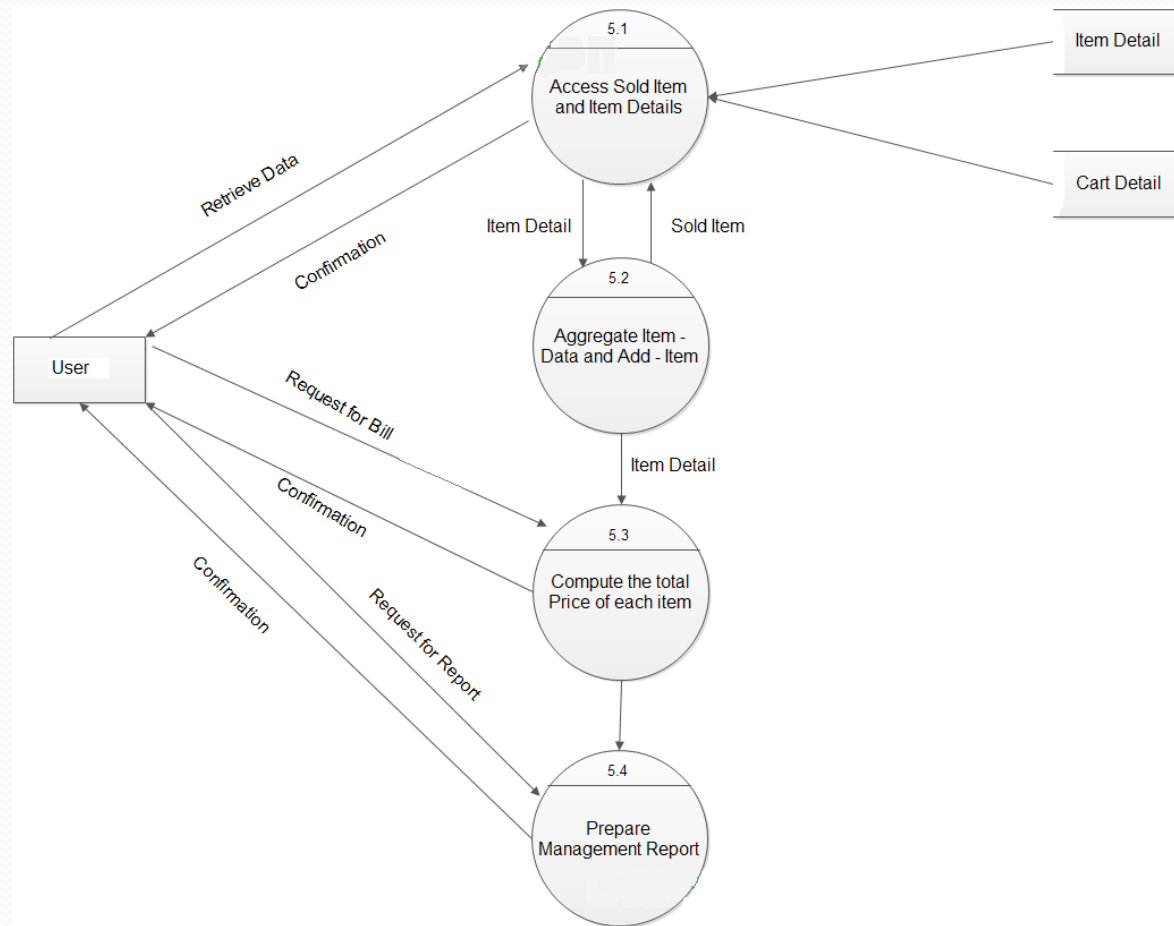 5.1
Access Sold Item
and Item Details
Item Detail
Cart Detail
Retrieve Data
Confirmation
Item Detail
Sold Item
5.2
Aggregate Item -
Data and Add - Item
User
Request for Bill
Item Detail
Confirmation
5.3
Compute the total
Price of each item
Confirmation
Request for Report
5.4
Prepare
Management Report